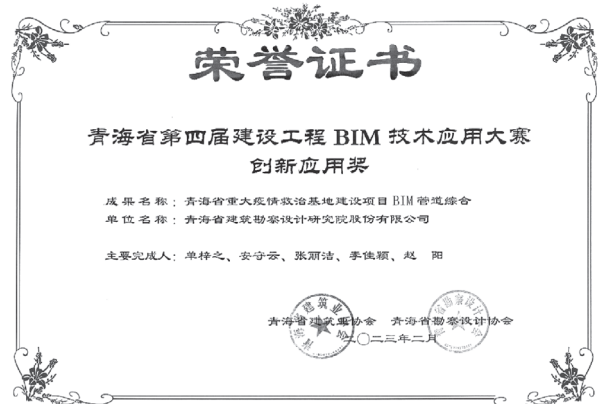 荣誉证书
青海省第四届建设工程 BIM 技术应用大赛
创新应用奖
成果名称：青海省重大疫情救治基地建设项目 BIM 管道综合
单位名称：青海省建筑勘察设计研究院股份有限公司
主要完成人：单梓之、安守云、张丽洁、李佳颖、赵　阳
青海省建筑业协会　青海省勘察设计协会
二〇二三年二月